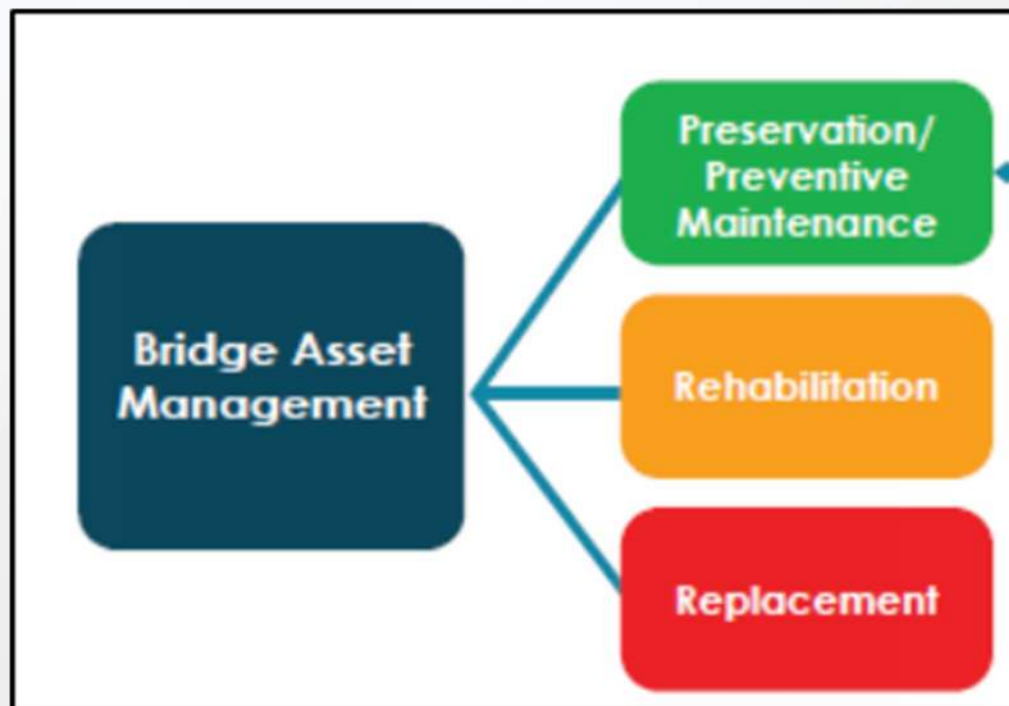 Bridge Asset
Management
Preservation/
Preventive
Maintenance
Rehabilitation
Replacement